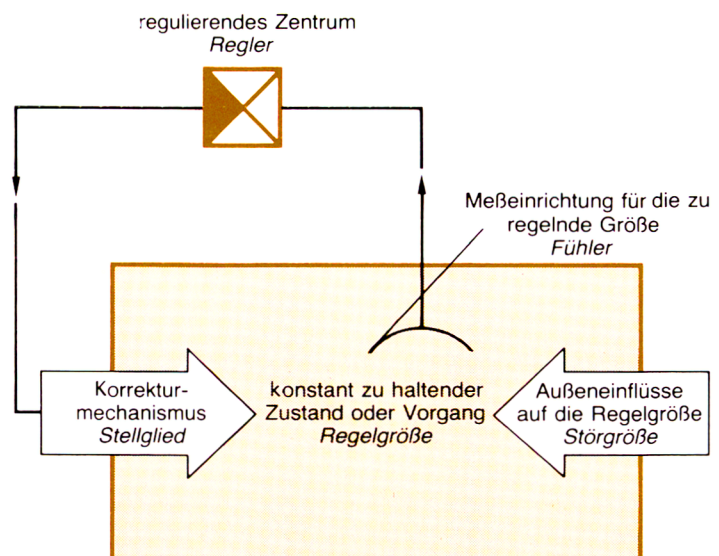 regulierendes Zentrum
Regler
Meßeinrichtung für die zu
regelnde Größe
Fühler
Korrektur-
mechanismus
Stellglied
konstant zu haltender
Zustand oder Vorgang
Regelgröße
Außeneinflüsse
auf die Regelgröße
Störgröße